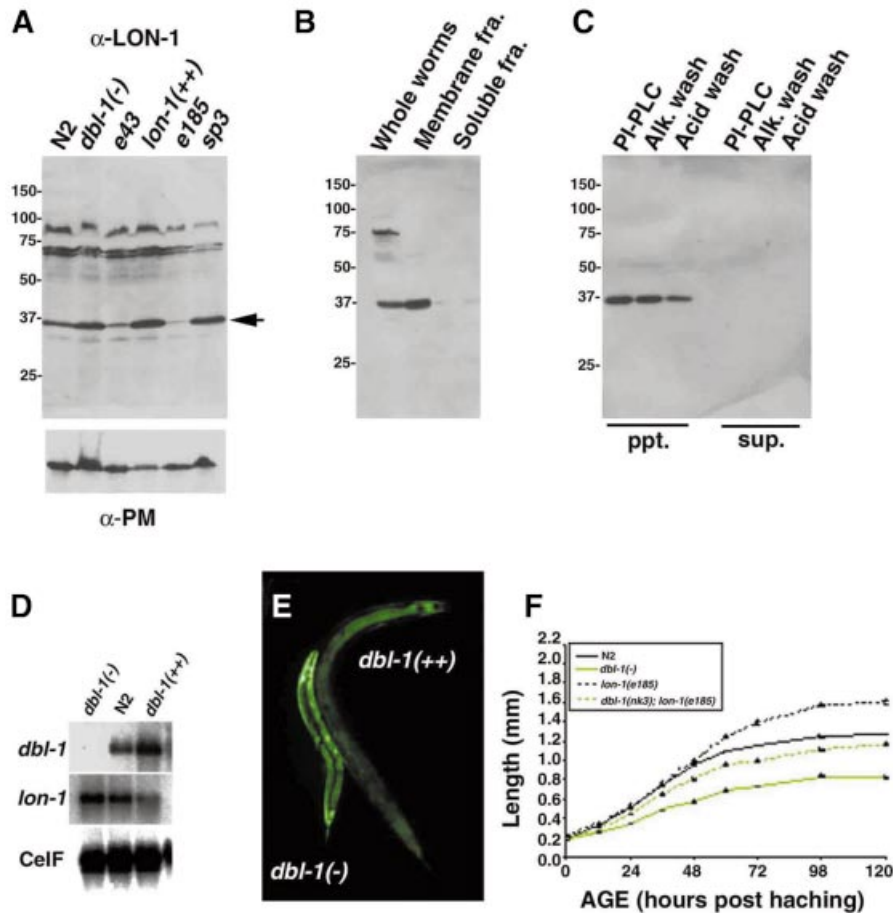 A
α-LON-1
N2
dbl-1(-)
e43
lon-1(++)
e185
sp3
150-
100-
75-
50-
37-
25-
α-PM
B
Whole worms
Membrane fra.
Soluble fra.
150-
100-
75-
50-
37-
25-
C
PI-PLC
Alk. wash
Acid wash
PI-PLC
Alk. wash
Acid wash
150-
100-
75-
50-
37-
25-
ppt.
sup.
D
dbl-1(-)
N2
dbl-1(++)
dbl-1
lon-1
CeIF
E
dbl-1(++)
dbl-1(-)
F
N2
dbl-1(-)
lon-1(e185)
dbl-1(nk3); lon-1(e185)
Length (mm)
2.2
2.0
1.8
1.6
1.4
1.2
1.0
0.8
0.6
0.4
0.2
0.0
0
24
48
72
98
120
AGE (hours post haching)